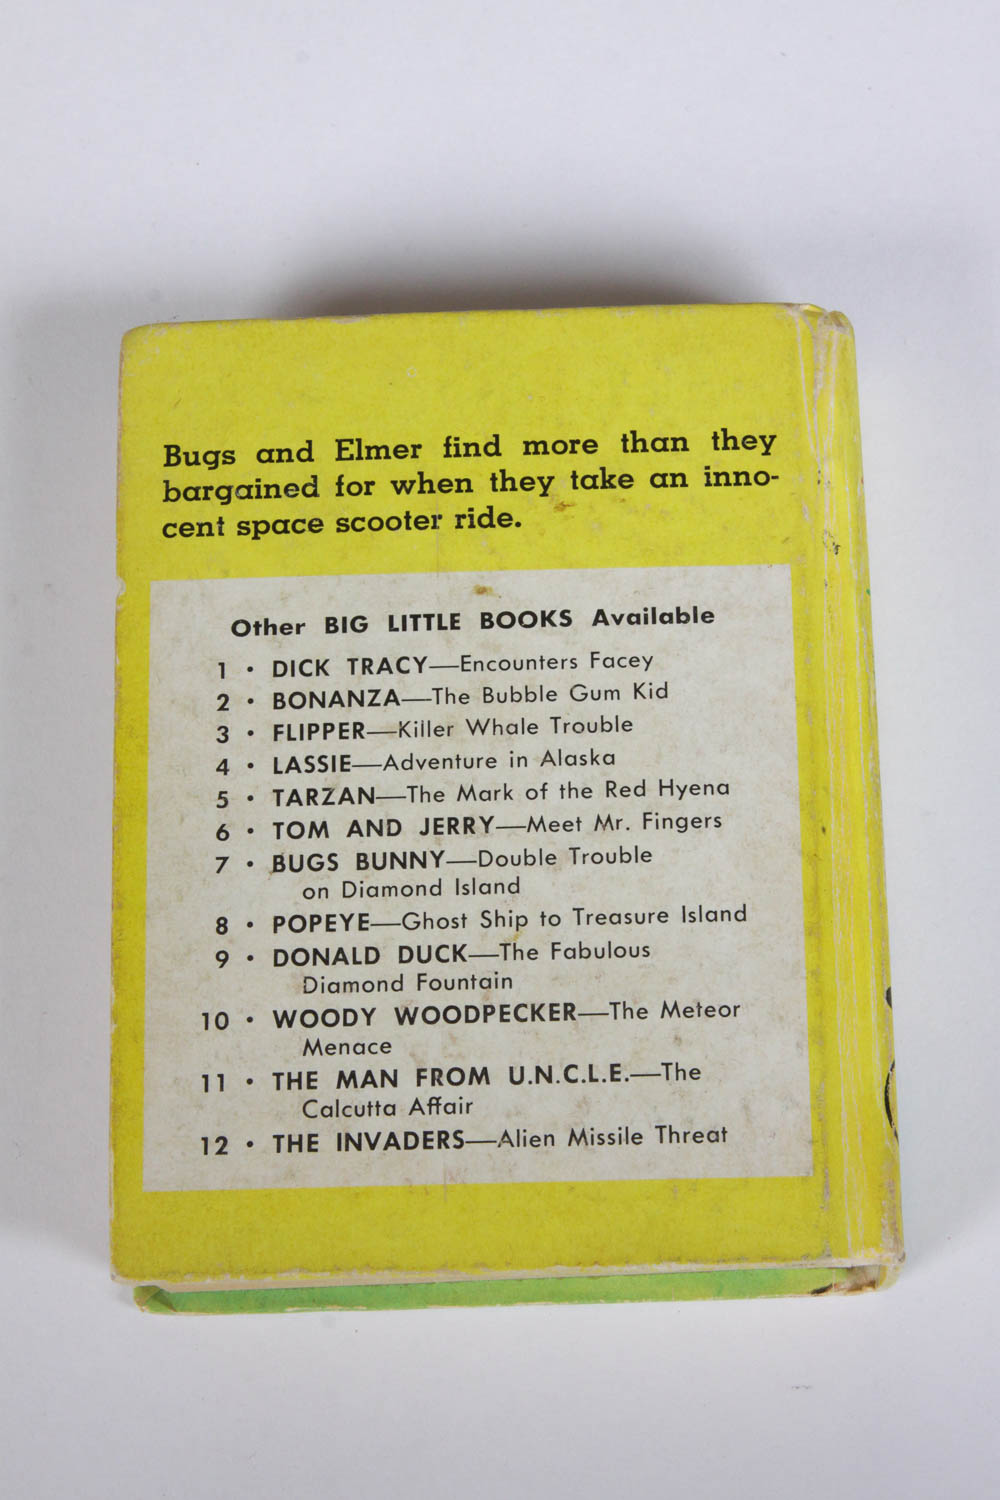 Bugs and Elmer find more than they
bargained for when they take an inno-
cent space scooter ride.
Other BIG LITTLE BOOKS Available
1 • DICK TRACY—Encounters Facey
2 • BONANZA—The Bubble Gum Kid
3 • FLIPPER—Killer Whale Trouble
4 • LASSIE—Adventure in Alaska
5 • TARZAN—The Mark of the Red Hyena
6 • TOM AND JERRY—Meet Mr. Fingers
7 • BUGS BUNNY—Double Trouble
on Diamond Island
8 • POPEYE—Ghost Ship to Treasure Island
9 • DONALD DUCK—The Fabulous
Diamond Fountain
10 • WOODY WOODPECKER—The Meteor
Menace
11 • THE MAN FROM U.N.C.L.E.—The
Calcutta Affair
12 • THE INVADERS—Alien Missile Threat